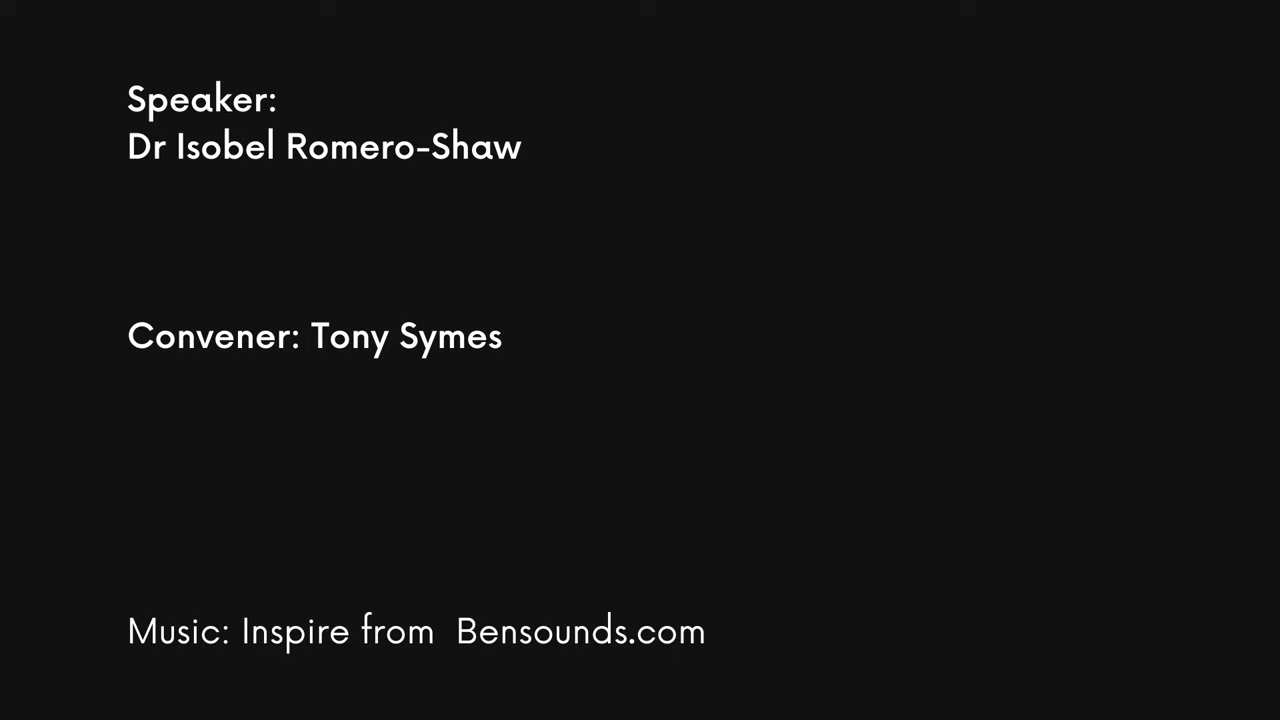 Speaker:
Dr Isobel Romero-Shaw
Convener: Tony Symes
Music: Inspire from  Bensounds.com